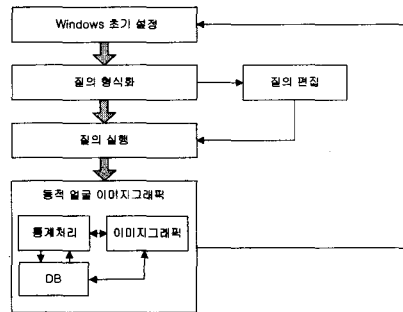 Windows 초기 설정
질의 형식화
질의 편집
질의 실행
동적 얼굴 이미지그래픽
통계처리
이미지그래픽
DB